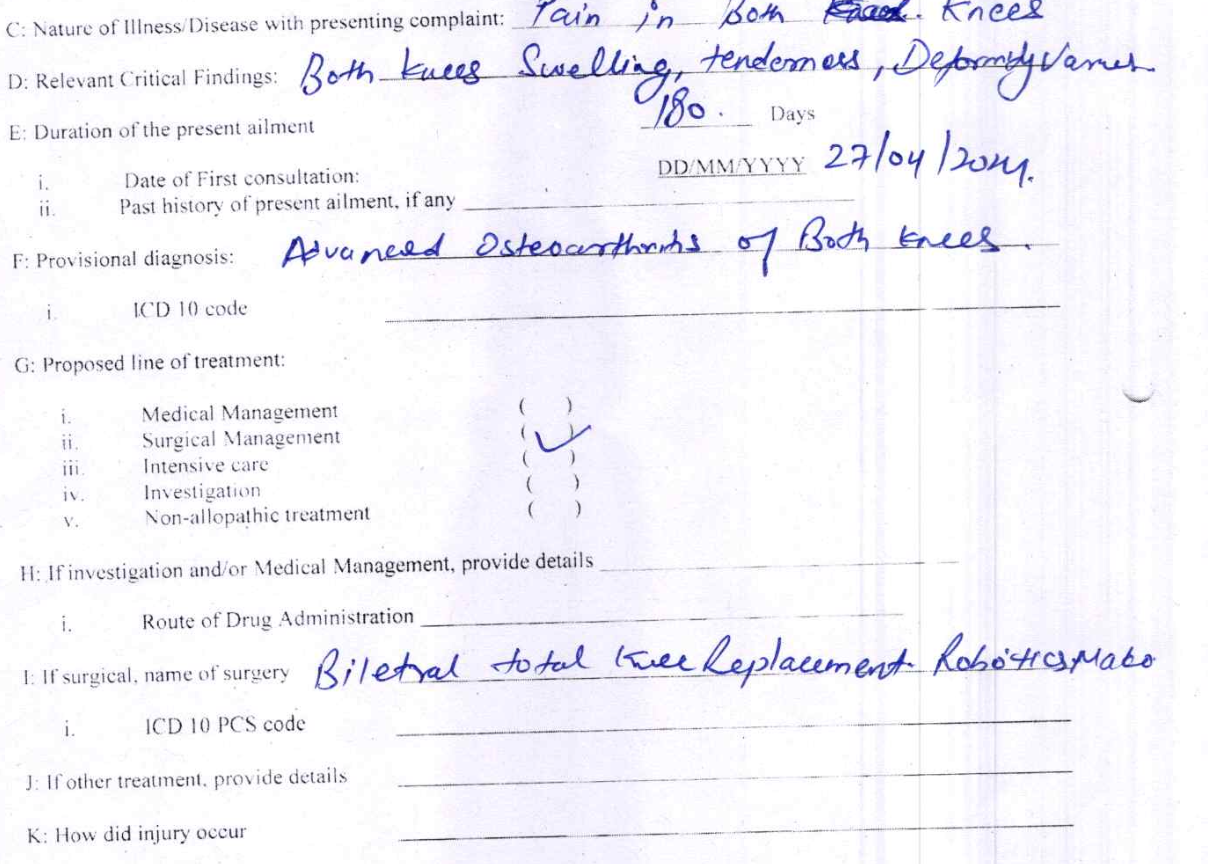 C: Nature of Illness/Disease with presenting complaint: Pain in Both Knees
D: Relevant Critical Findings: Both knees Swelling, tenderness, Deformity Varus
E: Duration of the present ailment 180. Days
i. Date of First consultation: DD/MM/YYYY 27/04/2024.
ii. Past history of present ailment, if any
F: Provisional diagnosis: Advanced Osteoarthritis of Both knees.
i. ICD 10 code
G: Proposed line of treatment:
i. Medical Management ( )
ii. Surgical Management ( ✓ )
iii. Intensive care ( )
iv. Investigation ( )
v. Non-allopathic treatment ( )
H: If investigation and/or Medical Management, provide details
i. Route of Drug Administration
I: If surgical, name of surgery Biletral total Knee Replacement Robotics Mako
i. ICD 10 PCS code
J: If other treatment, provide details
K: How did injury occur